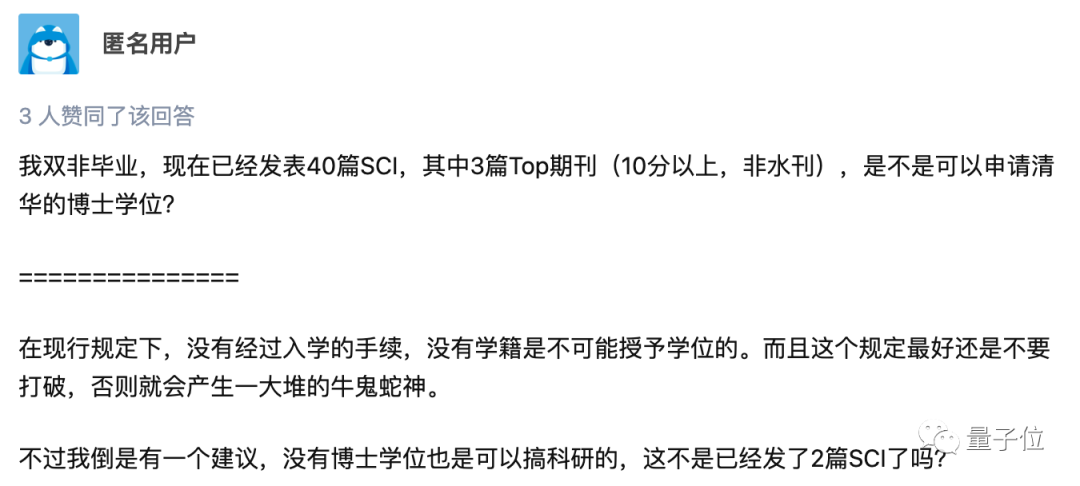 匿名用户
3 人赞同了该回答
我双非毕业，现在已经发表40篇SCI，其中3篇Top期刊（10分以上，非水刊），是不是可以申请清
华的博士学位?
===============
在现行规定下，没有经过入学的手续，没有学籍是不可能授予学位的。而且这个规定最好还是不要
打破，否则就会产生一大堆的牛鬼蛇神。
不过我倒是有一个建议，没有博士学位也是可以搞科研的，这不是已经发了2篇SCI了吗?
量子位